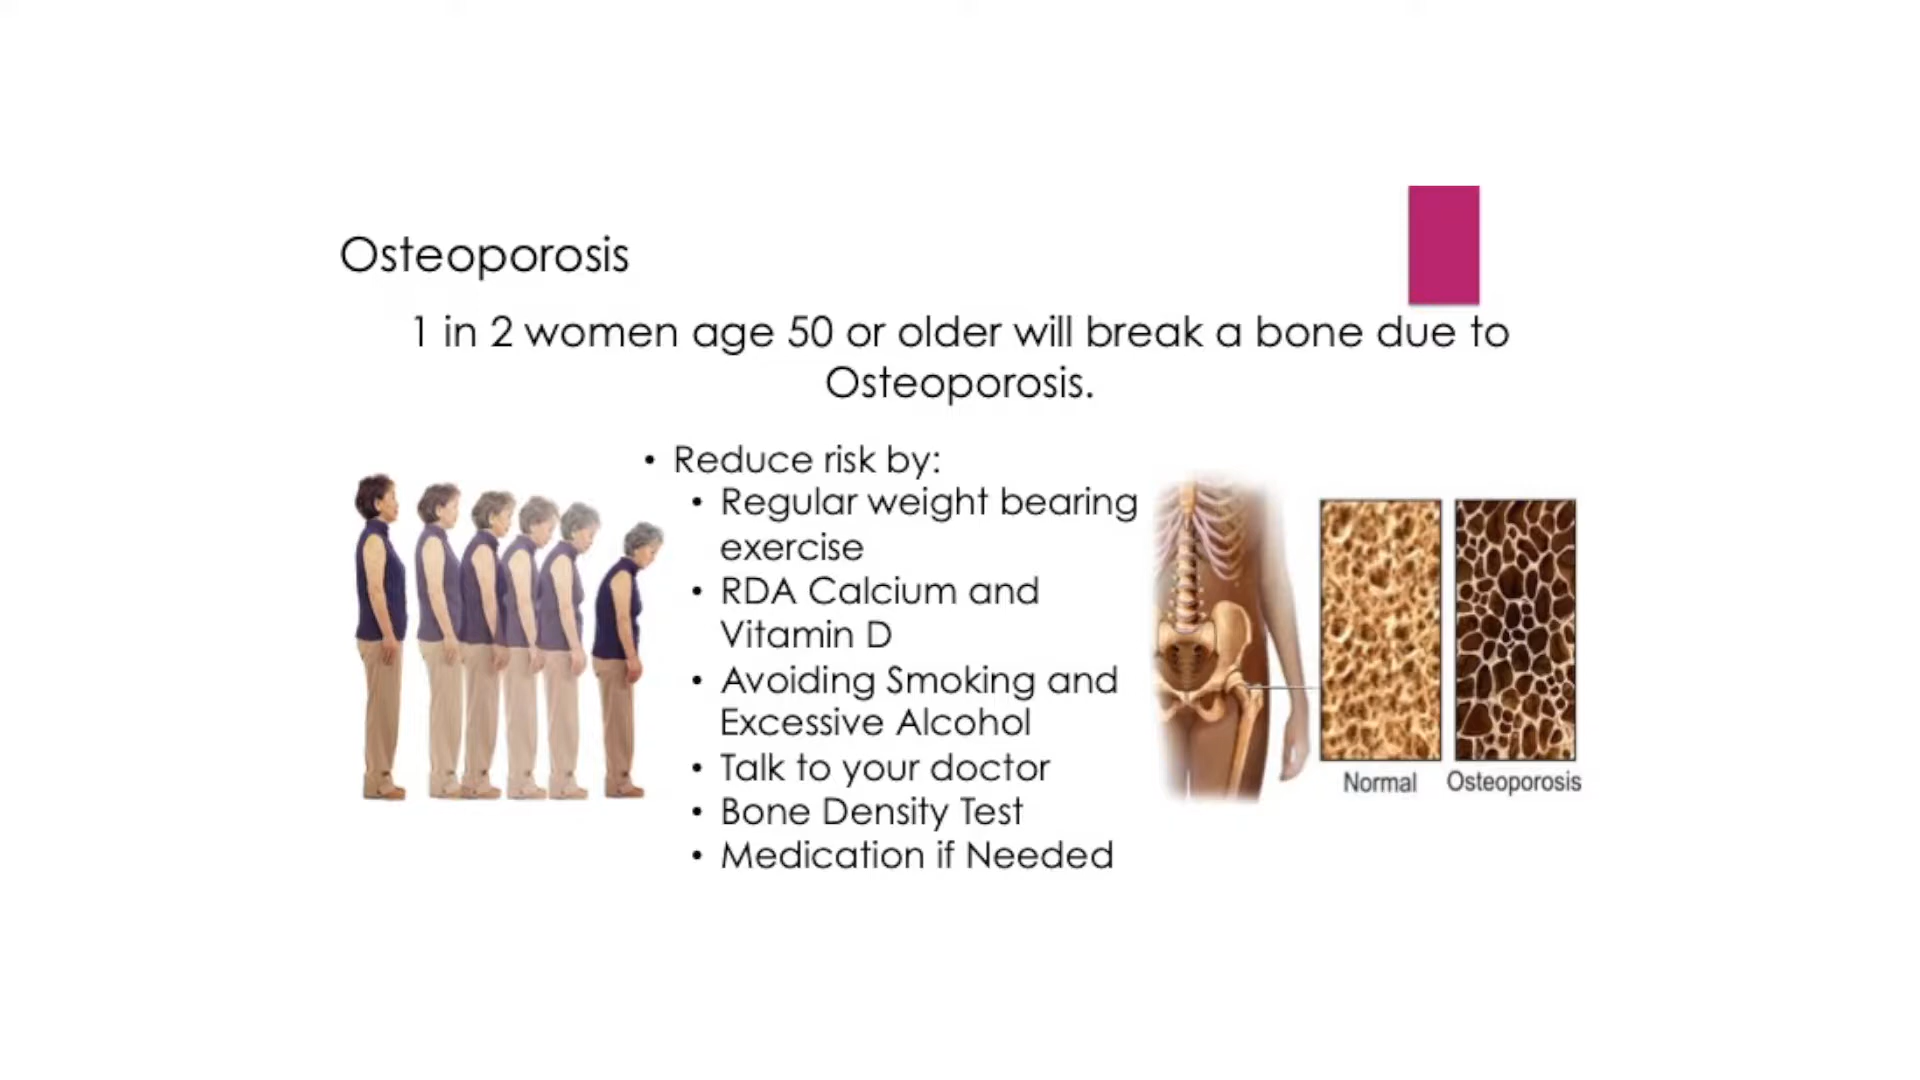 Osteoporosis
1 in 2 women age 50 or older will break a bone due to
Osteoporosis.
• Reduce risk by:
• Regular weight bearing
exercise
• RDA Calcium and
Vitamin D
• Avoiding Smoking and
Excessive Alcohol
• Talk to your doctor
• Bone Density Test
• Medication if Needed
Normal
Osteoporosis